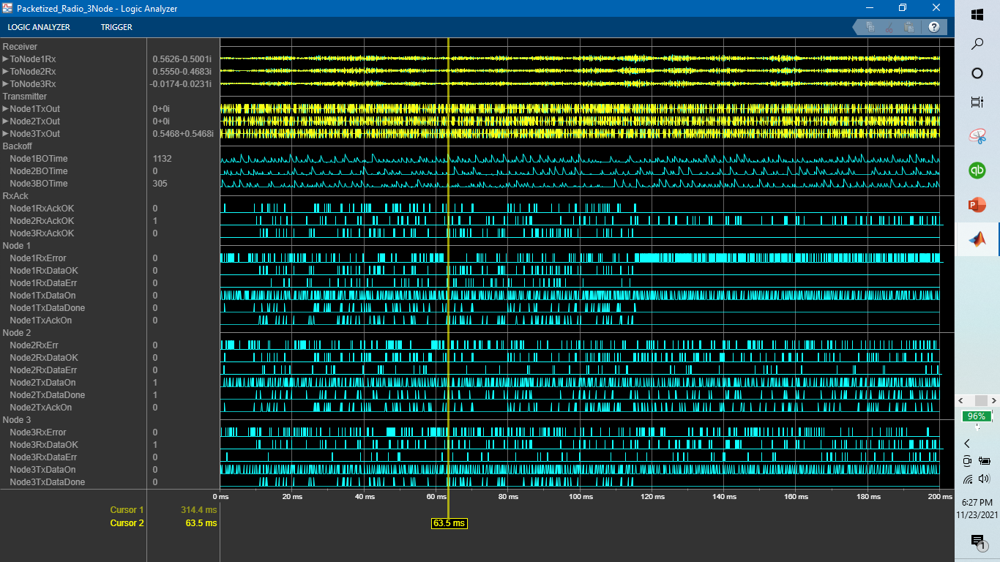 Packetized_Radio_3Node - Logic Analyzer
LOGIC ANALYZER TRIGGER
?
Receiver
ToNode1Rx 0.5626-0.5001i
ToNode2Rx 0.5550-0.4683i
ToNode3Rx -0.0174-0.0231i
Transmitter
Node1TxOut 0+0i
Node2TxOut 0+0i
Node3TxOut 0.5468+0.5468i
Backoff
Node1BOTime 1132
Node2BOTime 0
Node3BOTime 305
RxAck
Node1RxAckOK 0
Node2RxAckOK 1
Node3RxAckOK 0
Node 1
Node1RxError 0
Node1RxDataOK 0
Node1RxDataErr 0
Node1TxDataOn 0
Node1TxDataDone 0
Node1TxAckOn 0
Node 2
Node2RxErr 0
Node2RxDataOK 0
Node2RxDataErr 0
Node2TxDataOn 1
Node2TxDataDone 1
Node2TxAckOn 0
Node 3
Node3RxError 0
Node3RxDataOK 1
Node3RxDataErr 0
Node3TxDataOn 0
Node3TxDataDone 0
0 ms 20 ms 40 ms 60 ms 80 ms 100 ms 120 ms 140 ms 160 ms 180 ms 200 ms
Cursor 1 314.4 ms
Cursor 2 63.5 ms
63.5 ms
qb
P
96%
6:27 PM
11/23/2021
1